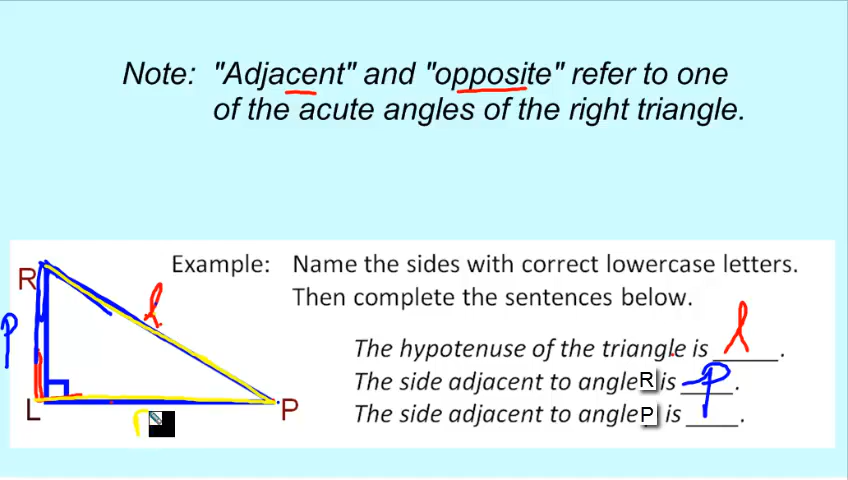 Note: "Adjacent" and "opposite" refer to one
of the acute angles of the right triangle.
Example: Name the sides with correct lowercase letters.
Then complete the sentences below.
R
l
p
L
P
r
The hypotenuse of the triangle is l.
The side adjacent to angle R is p.
The side adjacent to angle P is ____.